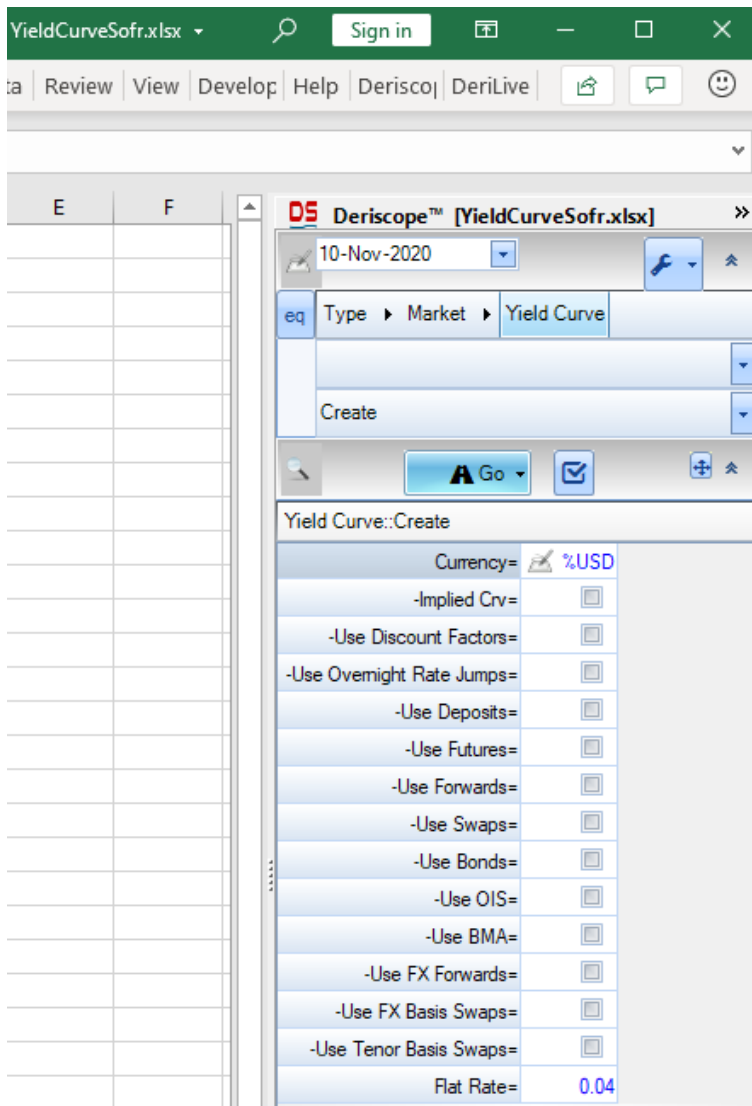 YieldCurveSofr.xlsx Sign in
ta Review View Develop Help Derisco DeriLive
E F
DS Deriscope™ [YieldCurveSofr.xlsx] »
10-Nov-2020
eq Type Market Yield Curve
Create
Go
Yield Curve::Create
Currency= %USD
-Implied Crv=
-Use Discount Factors=
-Use Overnight Rate Jumps=
-Use Deposits=
-Use Futures=
-Use Forwards=
-Use Swaps=
-Use Bonds=
-Use OIS=
-Use BMA=
-Use FX Forwards=
-Use FX Basis Swaps=
-Use Tenor Basis Swaps=
Flat Rate= 0.04